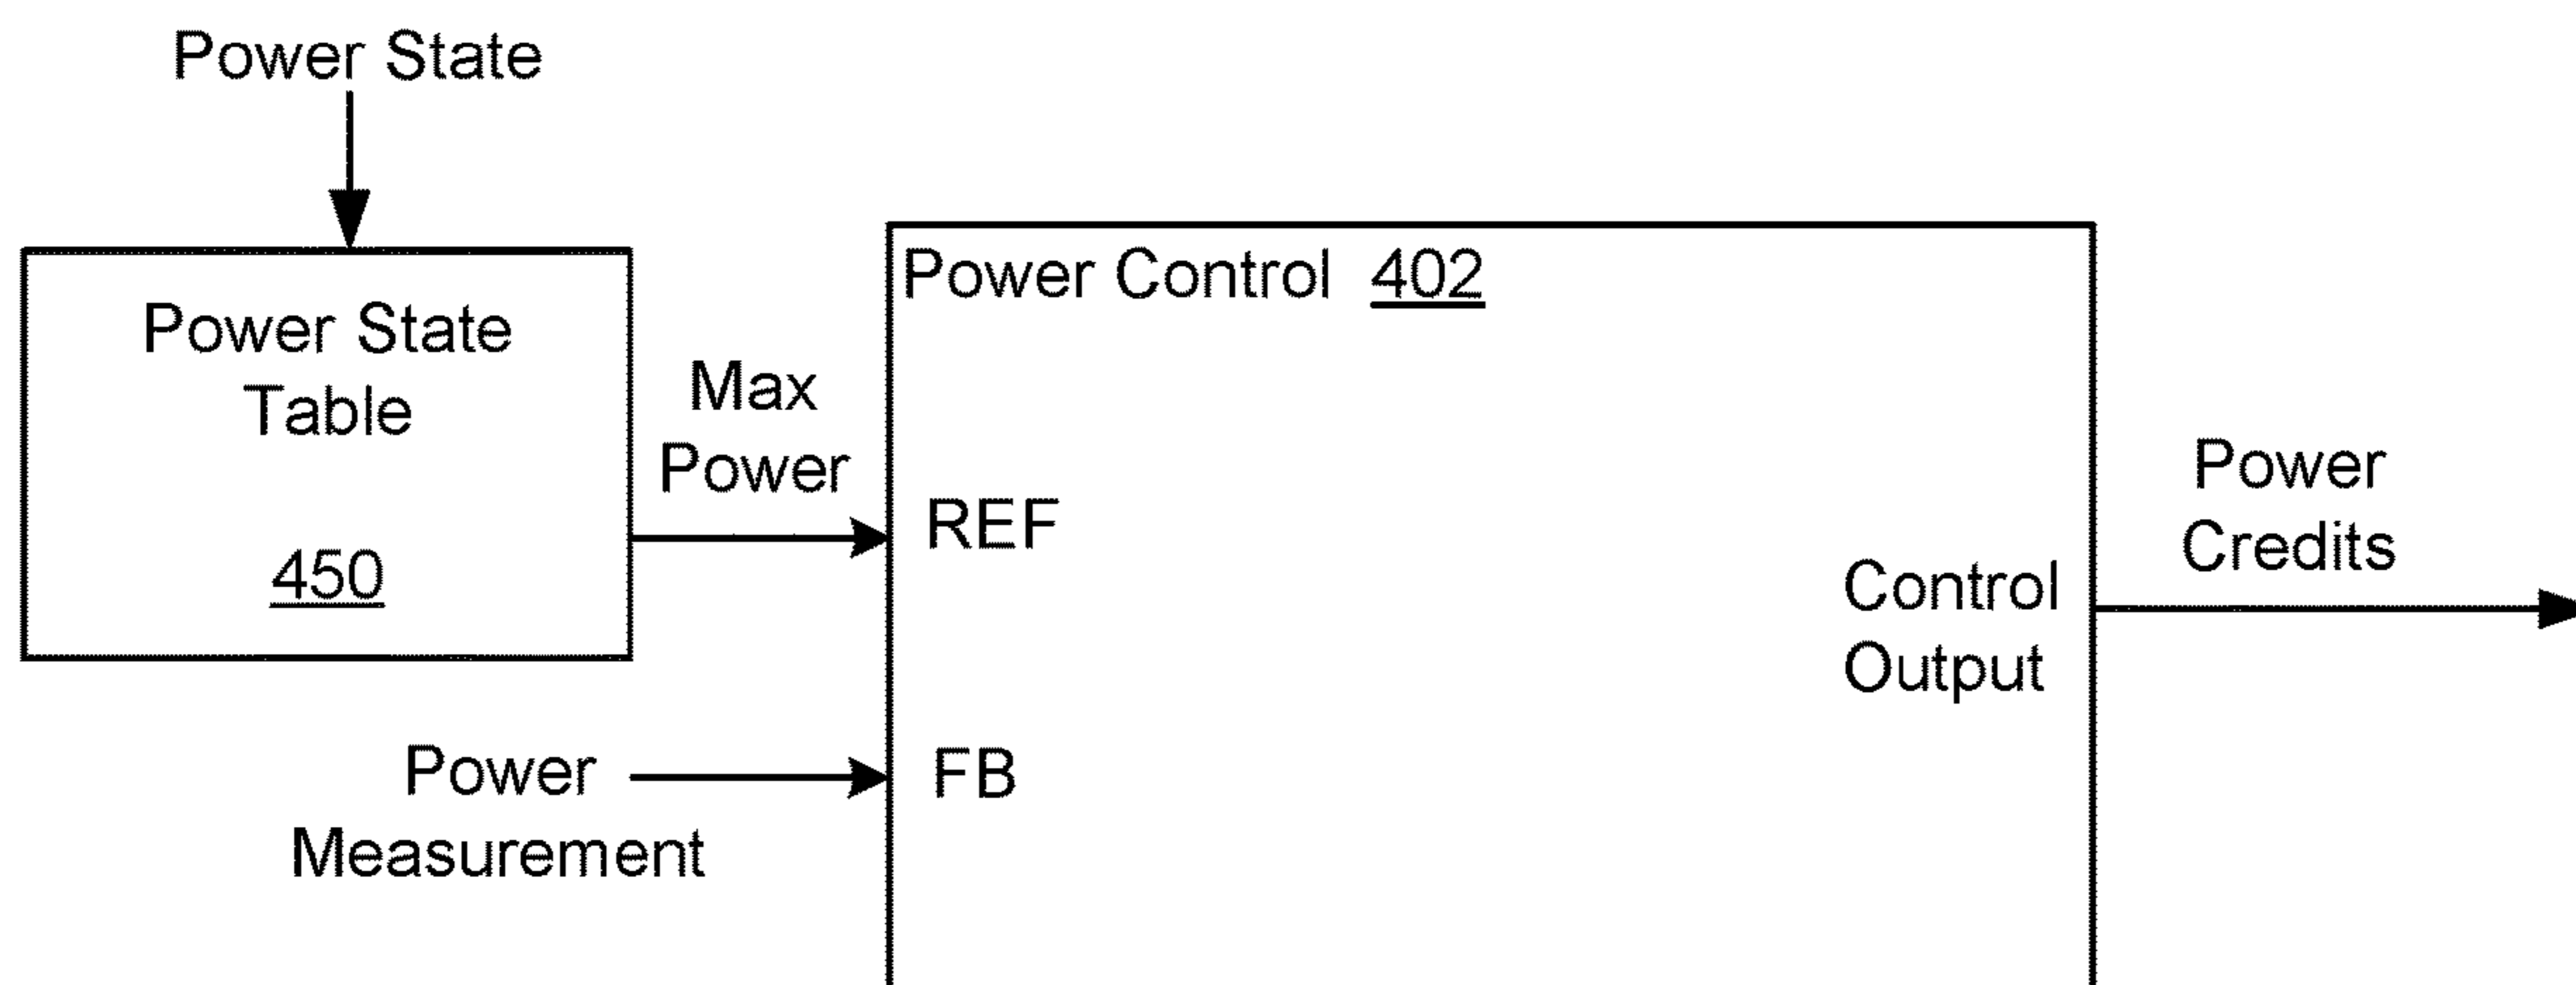 Power State
Power State
Table
450
Max
Power
Power Control 402
REF
FB
Power
Measurement
Control
Output
Power
Credits